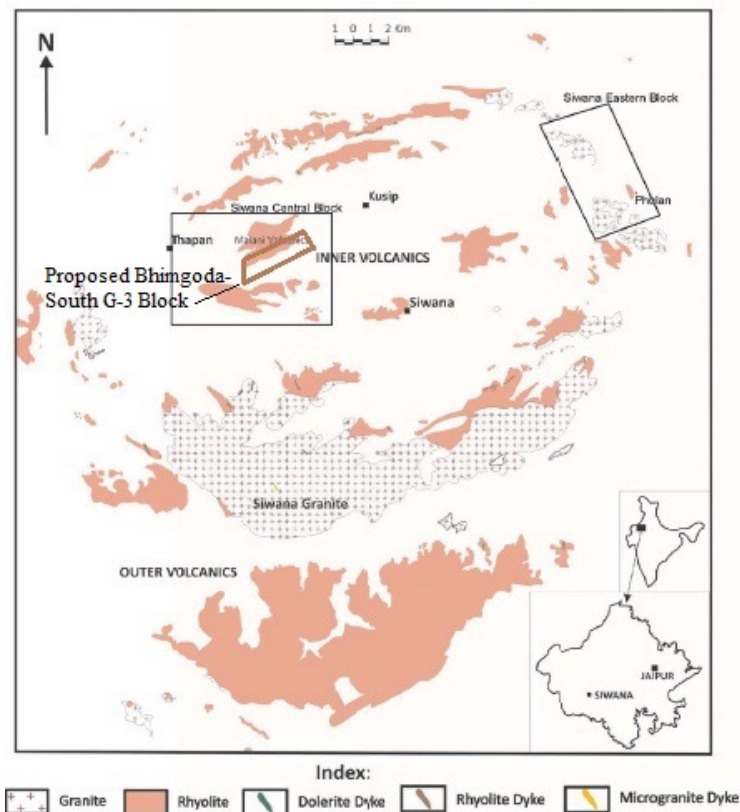 N
1 0 1 2 Km
Siwana Eastern Block
Kusip
Pholan
Siwana Central Block
Thapan
Malani Volcanics
INNER VOLCANICS
Proposed Bhimgoda-
South G-3 Block
Siwana
Siwana Granite
OUTER VOLCANICS
JAIPUR
SIWANA
Index:
Granite
Rhyolite
Dolerite Dyke
Rhyolite Dyke
Microgranite Dyke